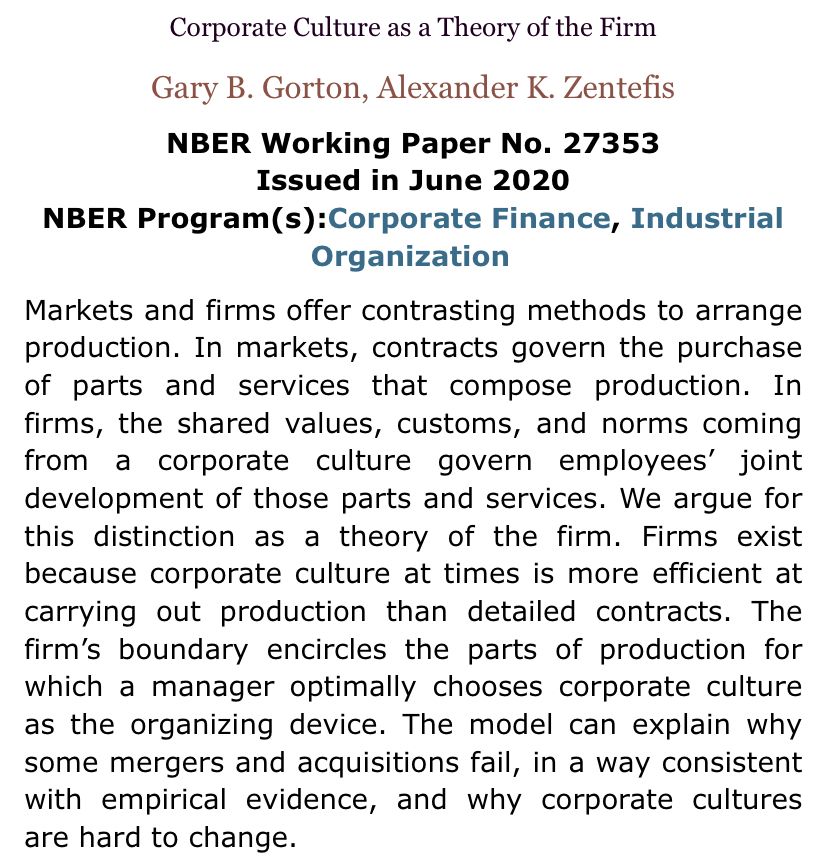 Corporate Culture as a Theory of the Firm
Gary B. Gorton, Alexander K. Zentefis
NBER Working Paper No. 27353
Issued in June 2020
NBER Program(s):Corporate Finance, Industrial
Organization
Markets and firms offer contrasting methods to arrange
production. In markets, contracts govern the purchase
of parts and services that compose production. In
firms, the shared values, customs, and norms coming
from a corporate culture govern employees’ joint
development of those parts and services. We argue for
this distinction as a theory of the firm. Firms exist
because corporate culture at times is more efficient at
carrying out production than detailed contracts. The
firm’s boundary encircles the parts of production for
which a manager optimally chooses corporate culture
as the organizing device. The model can explain why
some mergers and acquisitions fail, in a way consistent
with empirical evidence, and why corporate cultures
are hard to change.